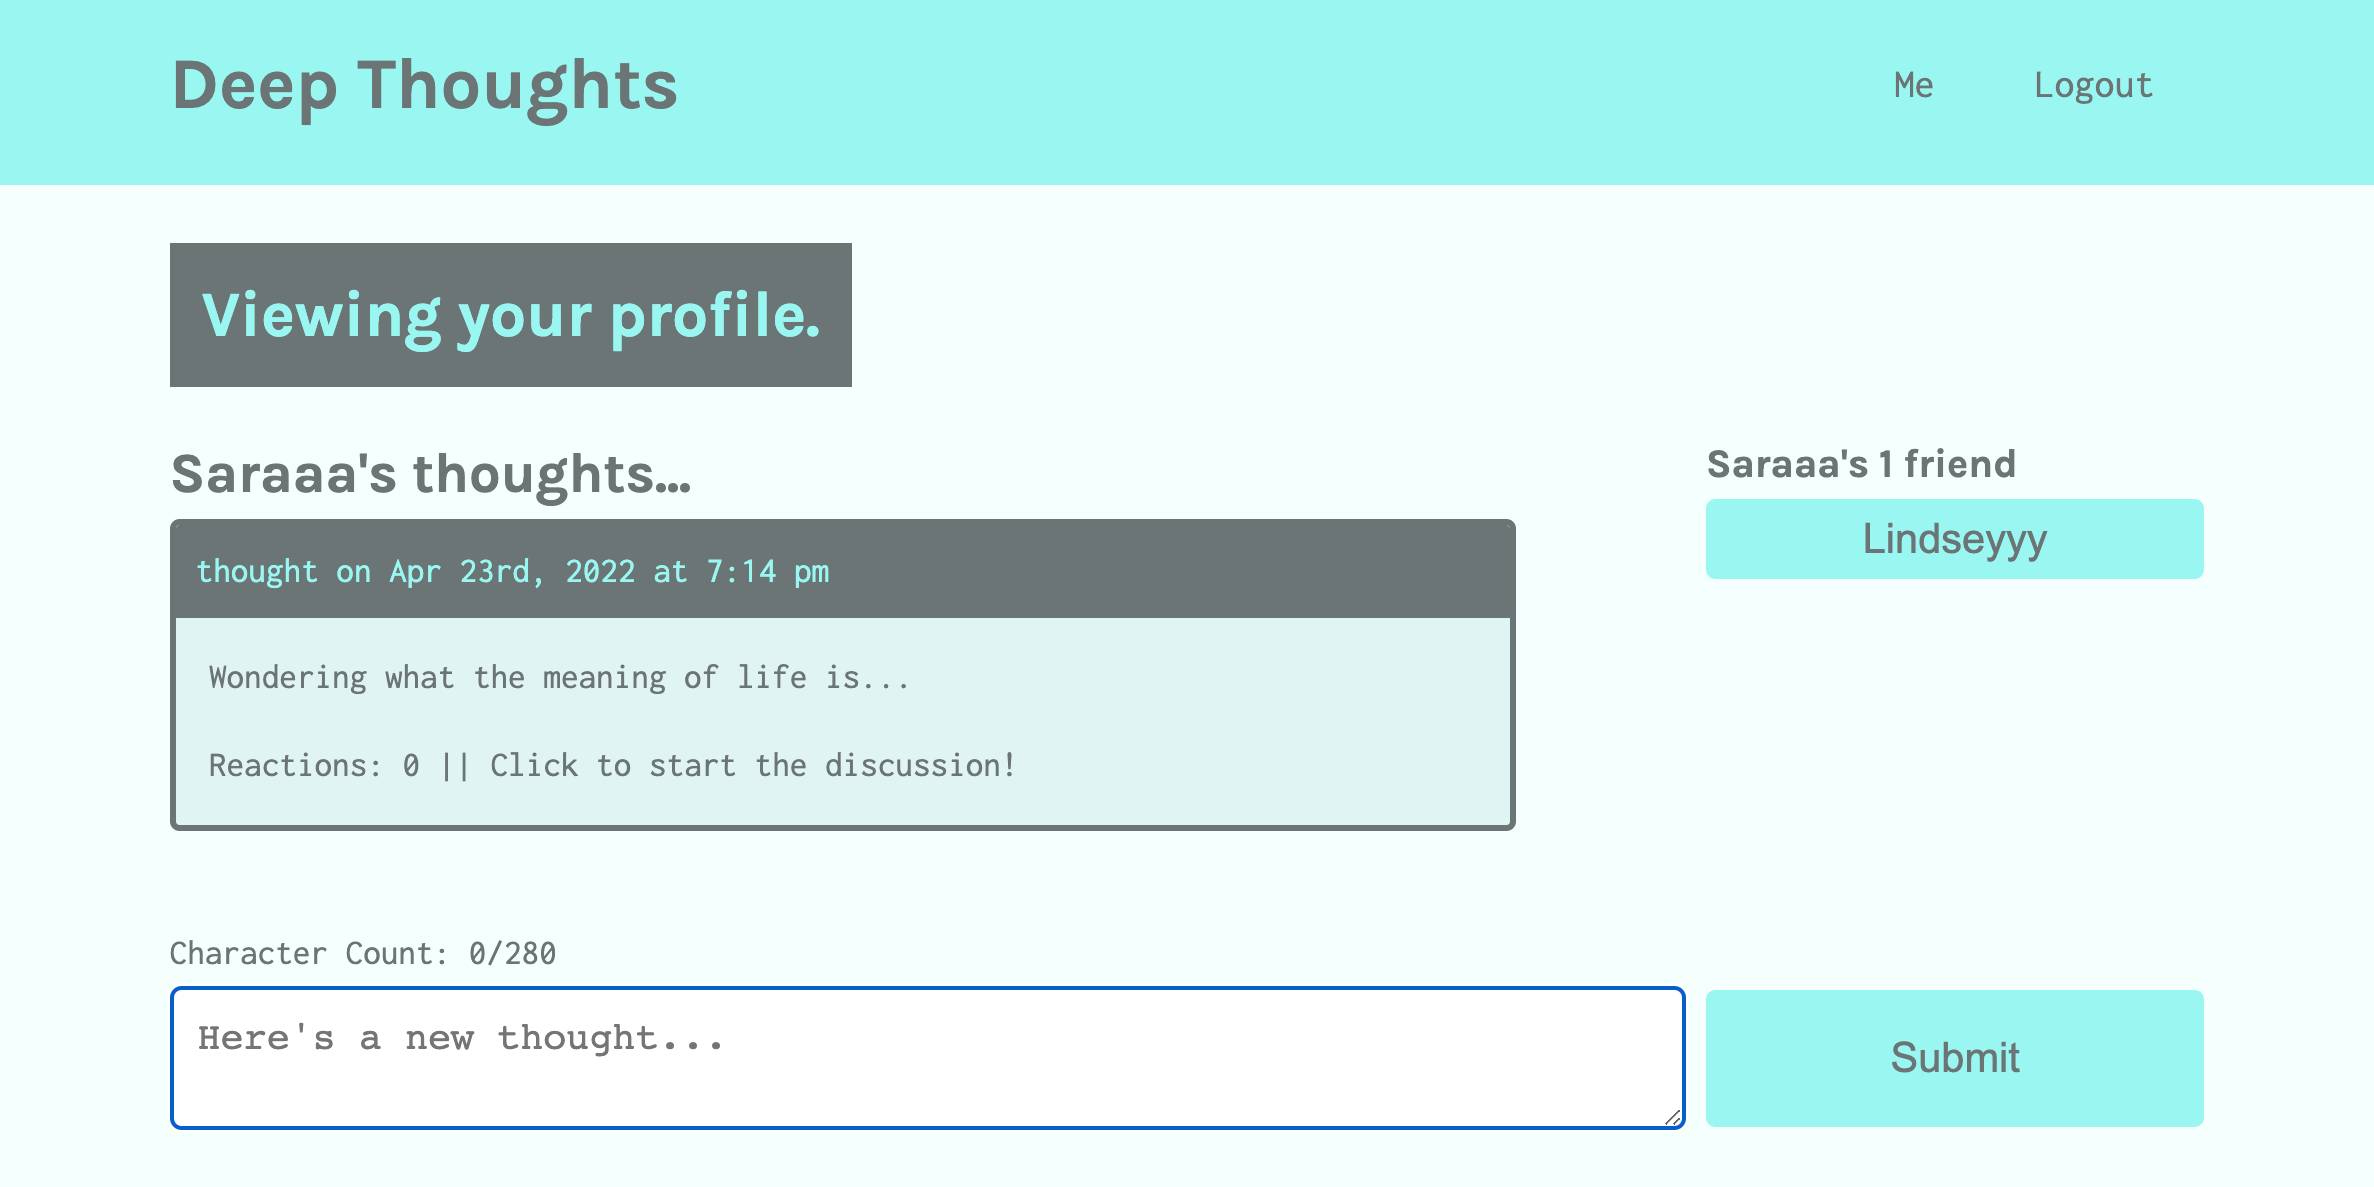 Deep Thoughts
Me
Logout
Viewing your profile.
Saraaa's thoughts...
thought on Apr 23rd, 2022 at 7:14 pm
Wondering what the meaning of life is...
Reactions: 0 || Click to start the discussion!
Saraaa's 1 friend
Lindseyyy
Character Count: 0/280
Here's a new thought...
Submit